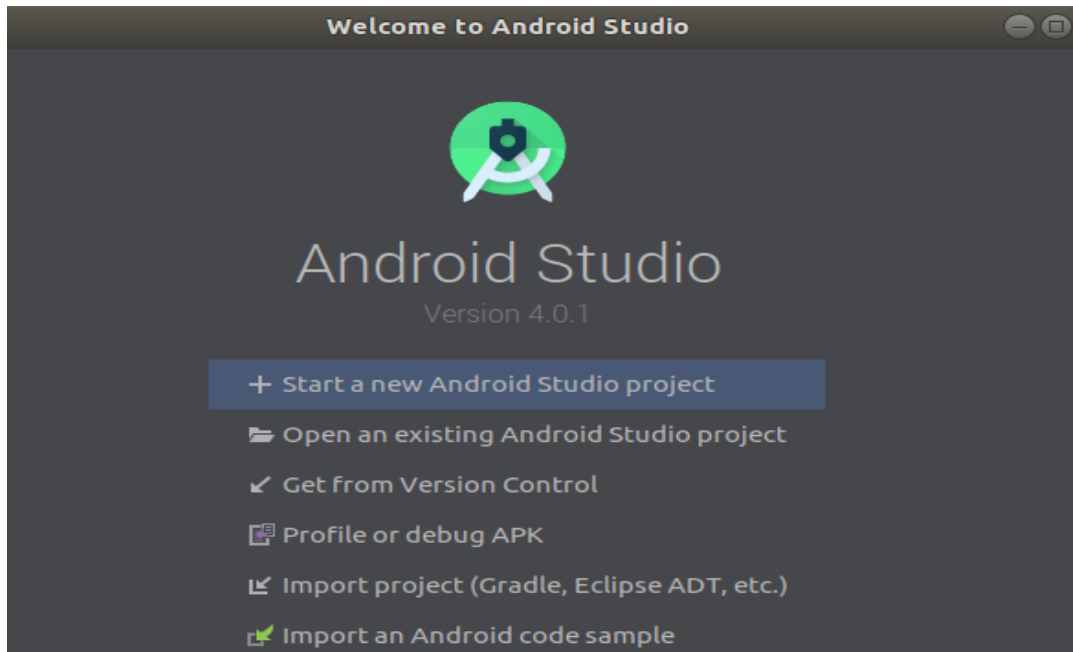 Welcome to Android Studio
Android Studio
Version 4.0.1
Start a new Android Studio project
Open an existing Android Studio project
Get from Version Control
Profile or debug APK
Import project (Gradle, Eclipse ADT, etc.)
Import an Android code sample